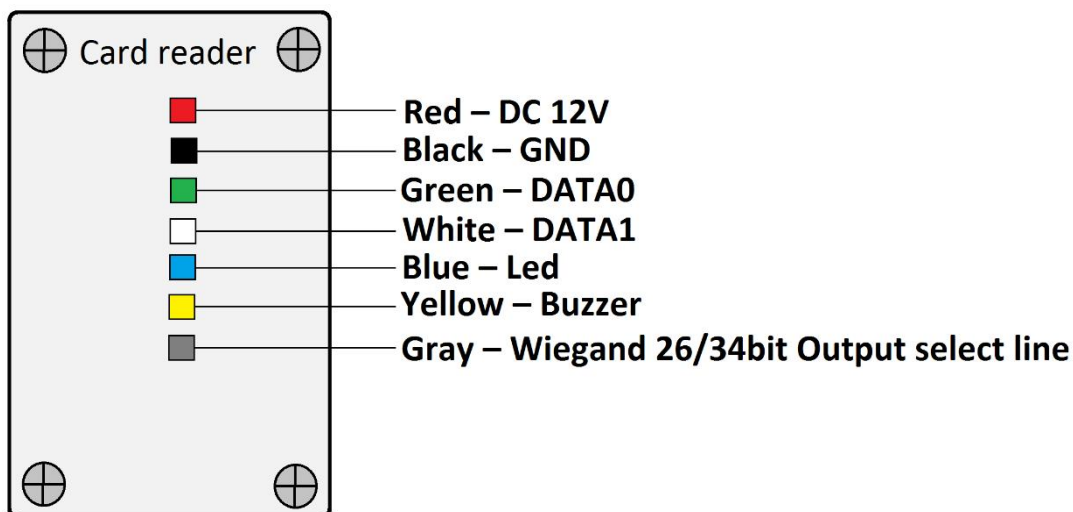 Card reader
Red – DC 12V
Black – GND
Green – DATA0
White – DATA1
Blue – Led
Yellow – Buzzer
Gray – Wiegand 26/34bit Output select line